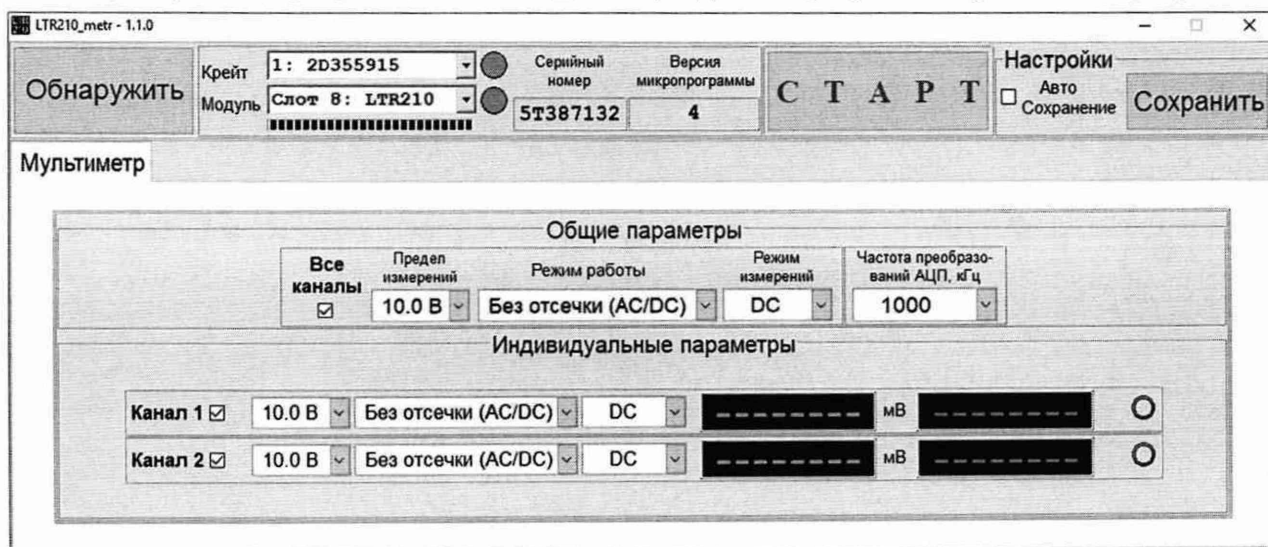 LTR210_metr - 1.1.0
Обнаружить
Крейт 1: 2D355915
Модуль Слот 8: LTR210
Серийный номер
5T387132
Версия микропрограммы
4
СТАРТ
Настройки
Авто Сохранение
Сохранить
Мультиметр
Общие параметры
Все каналы
Предел измерений
10.0 В
Режим работы
Без отсечки (AC/DC)
Режим измерений
DC
Частота преобразо-
ваний АЦП, кГц
1000
Индивидуальные параметры
Канал 1 10.0 В Без отсечки (AC/DC) DC -------- мВ --------
Канал 2 10.0 В Без отсечки (AC/DC) DC -------- мВ --------